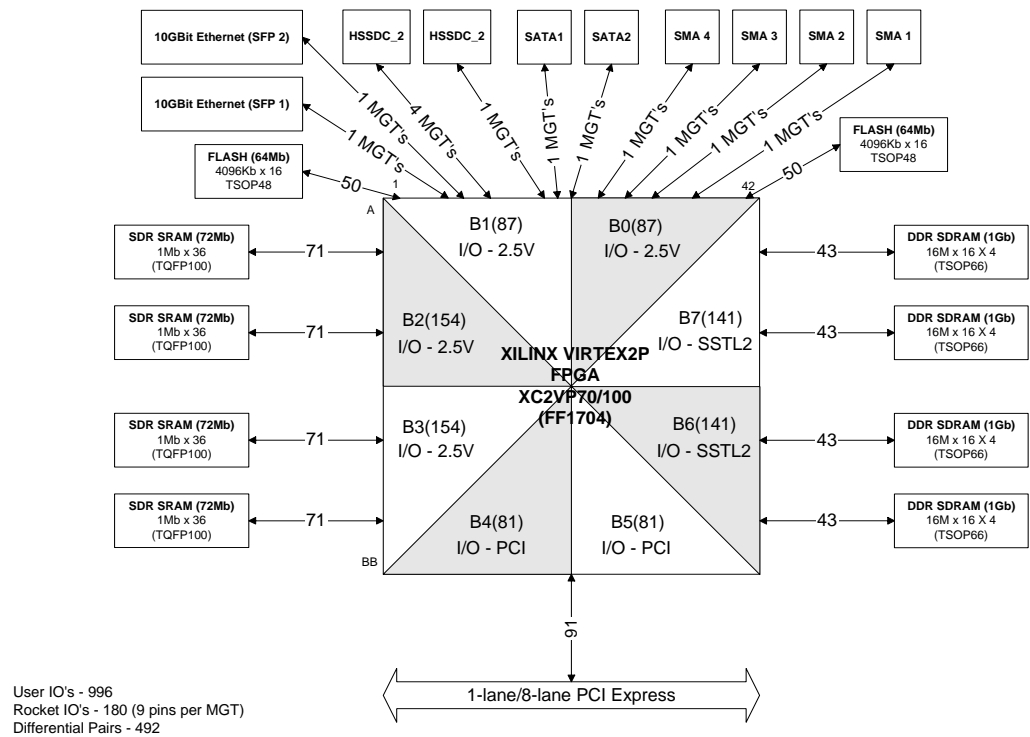 10GBit Ethernet (SFP 2)
HSSDC_2
HSSDC_2
SATA1
SATA2
SMA 4
SMA 3
SMA 2
SMA 1
10GBit Ethernet (SFP 1)
1 MGT's
1 MGT's
4 MGT's
1 MGT's
1 MGT's
1 MGT's
1 MGT's
1 MGT's
1 MGT's
1 MGT's
FLASH (64Mb)
4096Kb x 16
TSOP48
50
FLASH (64Mb)
4096Kb x 16
TSOP48
50
1
42
A
B1(87)
I/O - 2.5V
B0(87)
I/O - 2.5V
SDR SRAM (72Mb)
1Mb x 36
(TQFP100)
71
43
DDR SDRAM (1Gb)
16M x 16 X 4
(TSOP66)
SDR SRAM (72Mb)
1Mb x 36
(TQFP100)
71
B2(154)
I/O - 2.5V
B7(141)
I/O - SSTL2
43
DDR SDRAM (1Gb)
16M x 16 X 4
(TSOP66)
XILINX VIRTEX2P
FPGA
XC2VP70/100
(FF1704)
SDR SRAM (72Mb)
1Mb x 36
(TQFP100)
71
B3(154)
I/O - 2.5V
B6(141)
I/O - SSTL2
43
DDR SDRAM (1Gb)
16M x 16 X 4
(TSOP66)
SDR SRAM (72Mb)
1Mb x 36
(TQFP100)
71
B4(81)
I/O - PCI
B5(81)
I/O - PCI
43
DDR SDRAM (1Gb)
16M x 16 X 4
(TSOP66)
BB
91
1-lane/8-lane PCI Express
User IO's - 996
Rocket IO's - 180 (9 pins per MGT)
Differential Pairs - 492